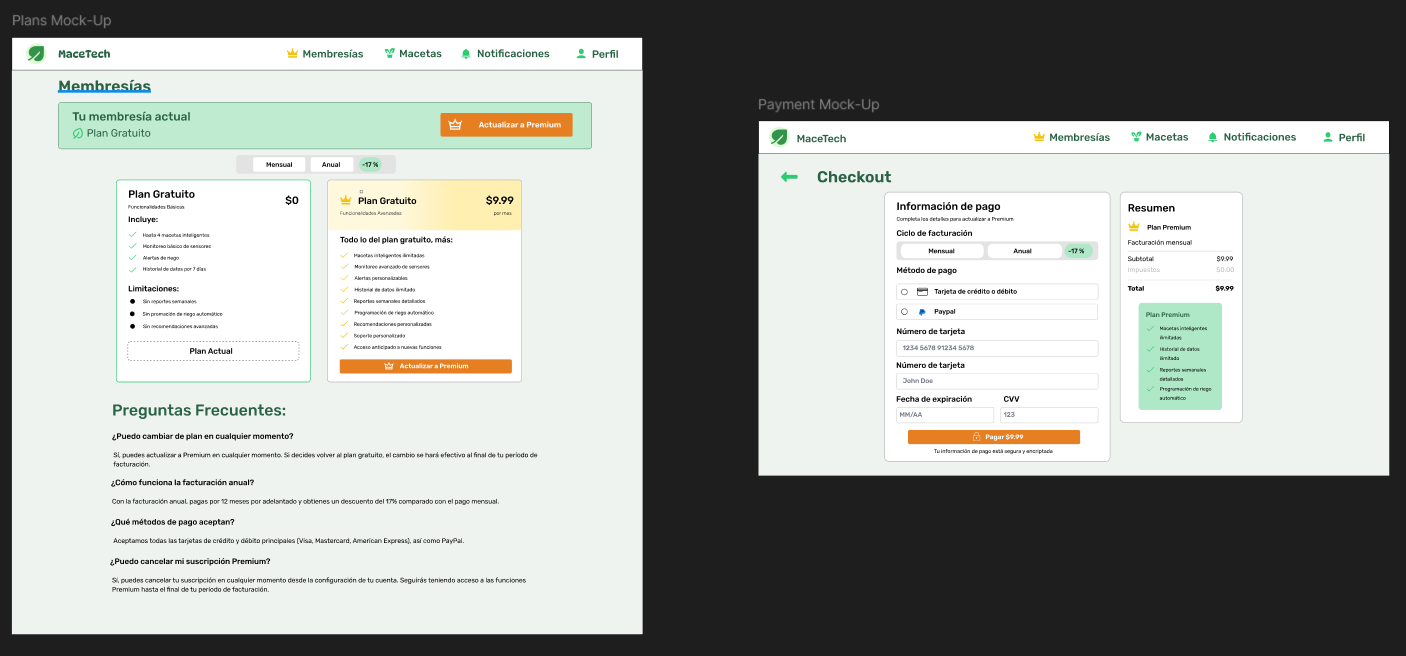 Plans Mock-Up
MaceTech
Membresías
Macetas
Notificaciones
Perfil
Membresías
Tu membresía actual
Plan Gratuito
Actualizar a Premium
Mensual
Anual
-17 %
Plan Gratuito
$0
Funcionalidades Básicas
Incluye:
Hasta 4 macetas inteligentes
Monitoreo básico de sensores
Alertas de riego
Historial de datos por 7 días
Limitaciones:
Sin reportes semanales
Sin promación de riego automático
Sin recomendaciones avanzadas
Plan Actual
Plan Gratuito
$9.99
Funcionalidades Avanzadas
por mes
Todo lo del plan gratuito, más:
Macetas inteligentes ilimitadas
Monitoreo avanzado de sensores
Alertas personalizables
Historial de datos ilimitado
Reportes semanales detallados
Programación de riego automático
Recomendaciones personalizadas
Soporte personalizado
Acceso anticipado a nuevas funciones
Actualizar a Premium
Preguntas Frecuentes:
¿Puedo cambiar de plan en cualquier momento?
Sí, puedes actualizar a Premium en cualquier momento. Si decides volver al plan gratuito, el cambio se hará efectivo al final de tu período de
facturación.
¿Cómo funciona la facturación anual?
Con la facturación anual, pagas por 12 meses por adelantado y obtienes un descuento del 17% comparado con el pago mensual.
¿Qué métodos de pago aceptan?
Aceptamos todas las tarjetas de crédito y débito principales (Visa, Mastercard, American Express), así como PayPal.
¿Puedo cancelar mi suscripción Premium?
Sí, puedes cancelar tu suscripción en cualquier momento desde la configuración de tu cuenta. Seguirás teniendo acceso a las funciones
Premium hasta el final de tu período de facturación.
Payment Mock-Up
MaceTech
Membresías
Macetas
Notificaciones
Perfil
Checkout
Información de pago
Completa los detalles para actualizar a Premium
Ciclo de facturación
Mensual
Anual
-17 %
Método de pago
Tarjeta de crédito o débito
Paypal
Número de tarjeta
1234 5678 91234 5678
Número de tarjeta
John Doe
Fecha de expiración
CVV
MM/AA
123
Pagar $9.99
Tu información de pago está segura y encriptada
Resumen
Plan Premium
Facturación mensual
Subtotal
$9.99
Impuestos
$0.00
Total
$9.99
Plan Premium
Macetas inteligentes
ilimitadas
Historial de datos
ilimitado
Reportes semanales
detallados
Programación de riego
automático